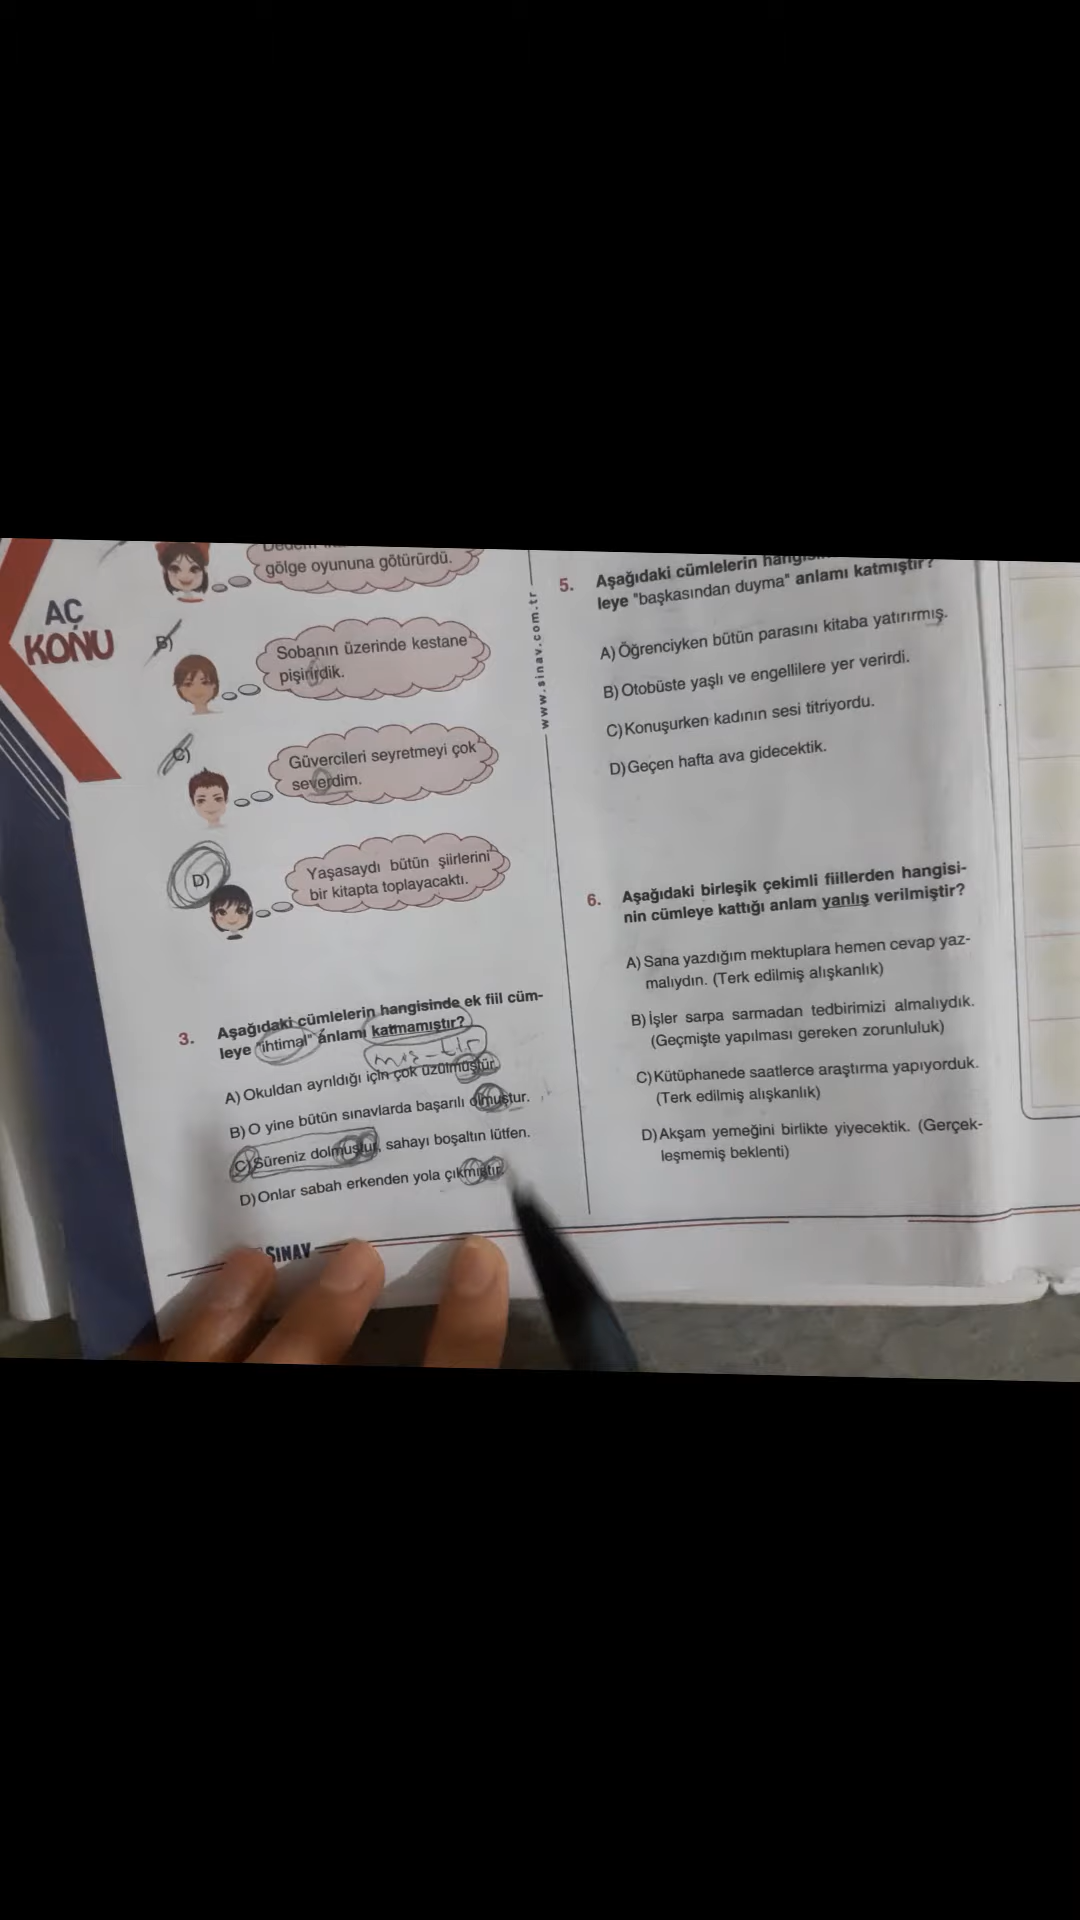 AÇ
KONU
gölge oyununa götürürdü.
B)
Sobanın üzerinde kestane
pişirirdik.
C)
Güvercileri seyretmeyi çok
severdim.
D)
Yaşasaydı bütün şiirlerini
bir kitapta toplayacaktı.
3. Aşağıdaki cümlelerin hangisinde ek fiil cüm-
leye "ihtimal" anlamı katmamıştır?
mış-tır
A) Okuldan ayrıldığı için çok üzülmüştür.
B) O yine bütün sınavlarda başarılı olmuştur.
C) Süreniz dolmuştur, sahayı boşaltın lütfen.
D) Onlar sabah erkenden yola çıkmıştır.
SINAV
www.sinav.com.tr
5. Aşağıdaki cümlelerin
leye "başkasından duyma" anlamı katmıştır?
A) Öğrenciyken bütün parasını kitaba yatırırmış.
B) Otobüste yaşlı ve engellilere yer verirdi.
C) Konuşurken kadının sesi titriyordu.
D) Geçen hafta ava gidecektik.
6. Aşağıdaki birleşik çekimli fiillerden hangisi-
nin cümleye kattığı anlam yanlış verilmiştir?
A) Sana yazdığım mektuplara hemen cevap yaz-
malıydın. (Terk edilmiş alışkanlık)
B) İşler sarpa sarmadan tedbirimizi almalıydık.
(Geçmişte yapılması gereken zorunluluk)
C) Kütüphanede saatlerce araştırma yapıyorduk.
(Terk edilmiş alışkanlık)
D) Akşam yemeğini birlikte yiyecektik. (Gerçek-
leşmemiş beklenti)